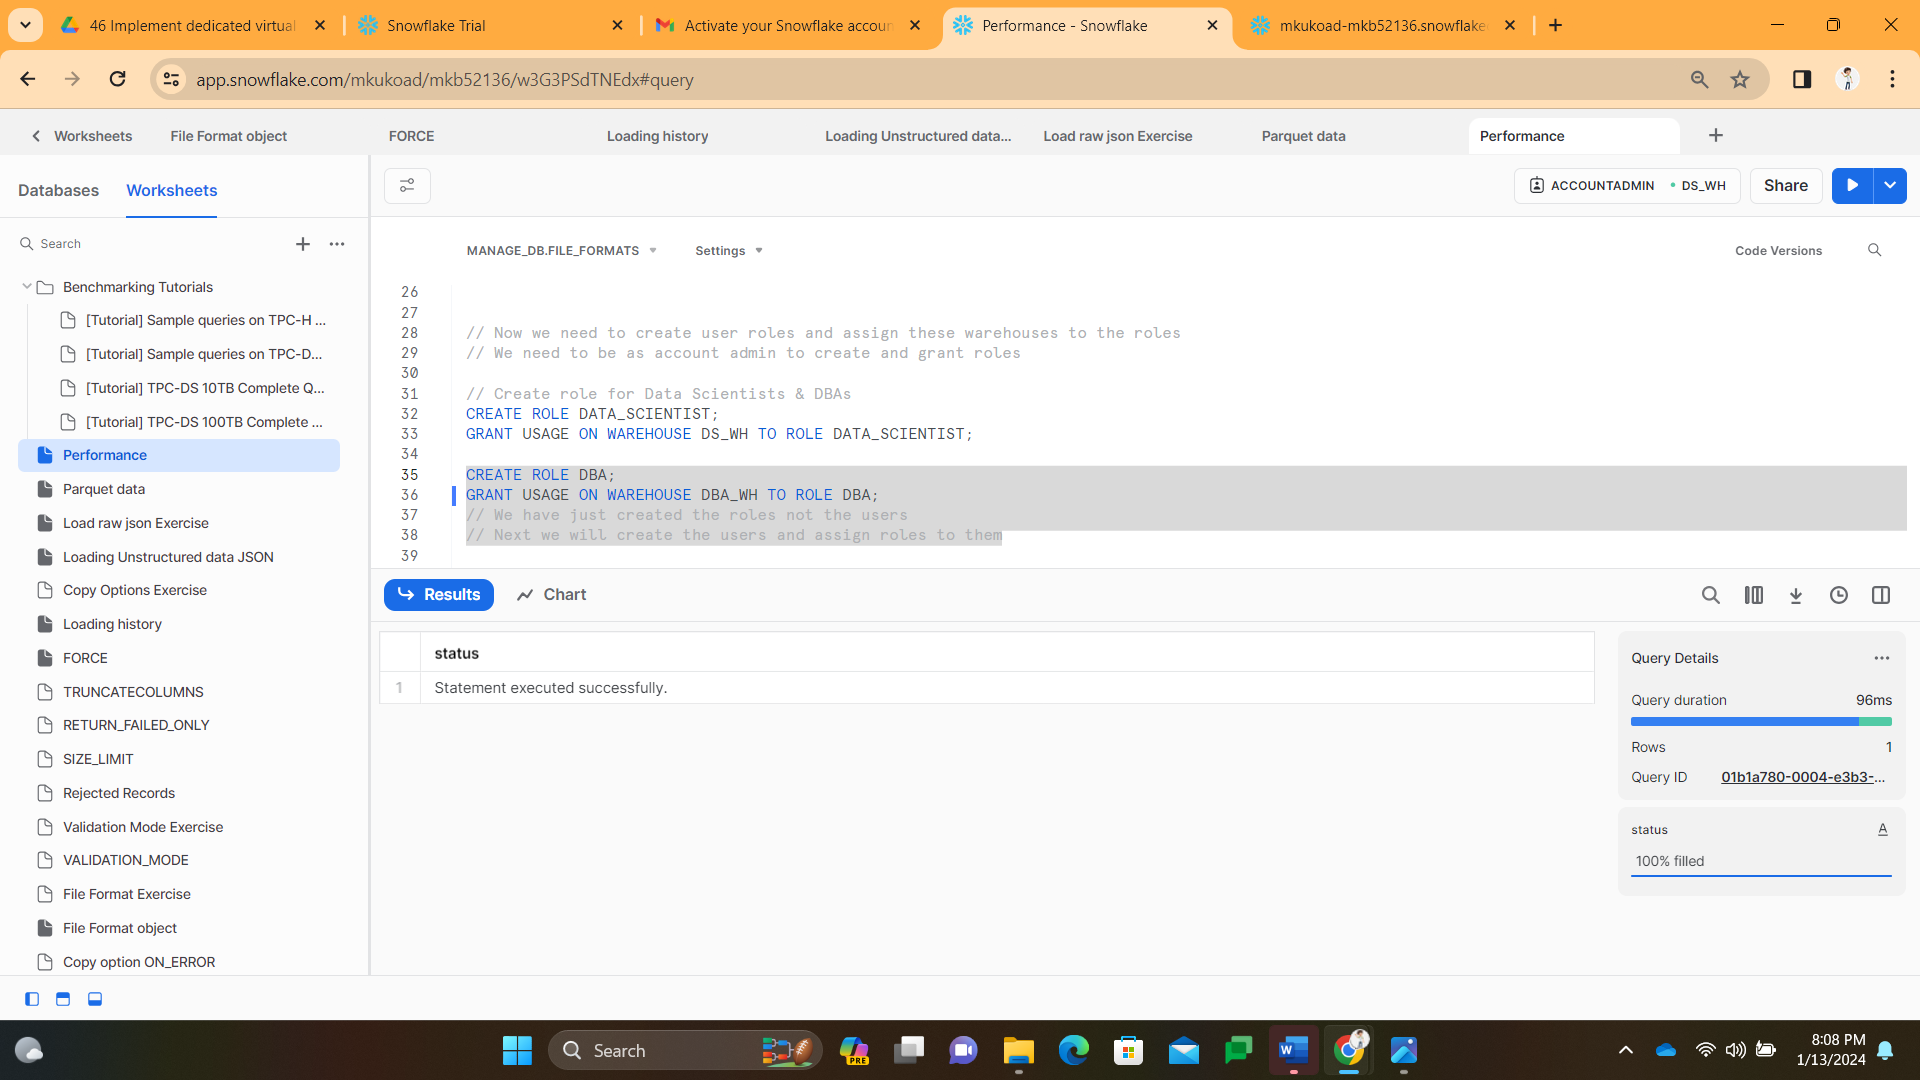 46 Implement dedicated virtual
Snowflake Trial
Activate your Snowflake accoun
Performance - Snowflake
mkukoad-mkb52136.snowflake
app.snowflake.com/mkukoad/mkb52136/w3G3PSdTNEdx#query
Worksheets
File Format object
FORCE
Loading history
Loading Unstructured data...
Load raw json Exercise
Parquet data
Performance
Databases
Worksheets
ACCOUNTADMIN
DS_WH
Share
Search
MANAGE_DB.FILE_FORMATS
Settings
Code Versions
Benchmarking Tutorials
[Tutorial] Sample queries on TPC-H ...
[Tutorial] Sample queries on TPC-D...
[Tutorial] TPC-DS 10TB Complete Q...
[Tutorial] TPC-DS 100TB Complete ...
Performance
Parquet data
Load raw json Exercise
Loading Unstructured data JSON
Copy Options Exercise
Loading history
FORCE
TRUNCATECOLUMNS
RETURN_FAILED_ONLY
SIZE_LIMIT
Rejected Records
Validation Mode Exercise
VALIDATION_MODE
File Format Exercise
File Format object
Copy option ON_ERROR
26
27
28 // Now we need to create user roles and assign these warehouses to the roles
29 // We need to be as account admin to create and grant roles
30
31 // Create role for Data Scientists & DBAs
32 CREATE ROLE DATA_SCIENTIST;
33 GRANT USAGE ON WAREHOUSE DS_WH TO ROLE DATA_SCIENTIST;
34
35 CREATE ROLE DBA;
36 GRANT USAGE ON WAREHOUSE DBA_WH TO ROLE DBA;
37 // We have just created the roles not the users
38 // Next we will create the users and assign roles to them
39
Results
Chart
status
1 Statement executed successfully.
Query Details
Query duration 96ms
Rows 1
Query ID 01b1a780-0004-e3b3-...
status A
100% filled
Search
PRE
W
8:08 PM
1/13/2024